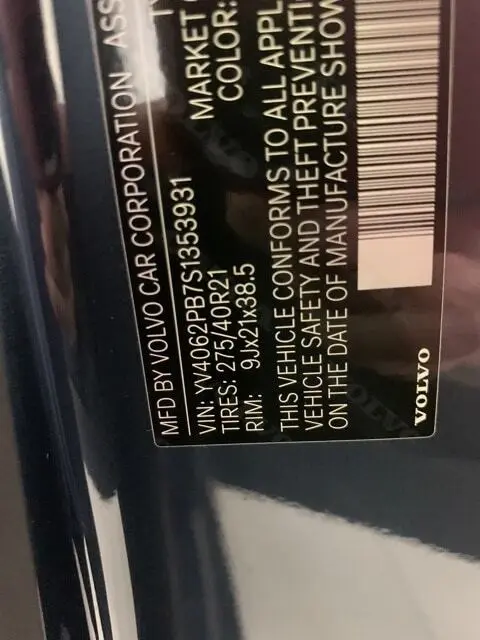 MFD BY VOLVO CAR CORPORATION ASS
VIN: YV4062PB7S1353931
MARKET
TIRES: 275/40R21
COLOR:
RIM: 9Jx21x38.5
THIS VEHICLE CONFORMS TO ALL APPL
VEHICLE SAFETY AND THEFT PREVENTI
ON THE DATE OF MANUFACTURE SHOW
VOLVO